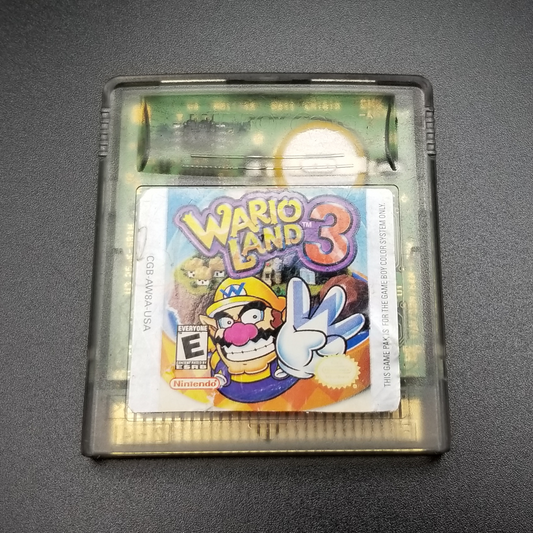 WARIO
LAND 3
TM
CGB-AW8A-USA
THIS GAME PAK IS FOR THE GAME BOY COLOR SYSTEM ONLY.
W
EVERYONE
E
ESRB
Nintendo